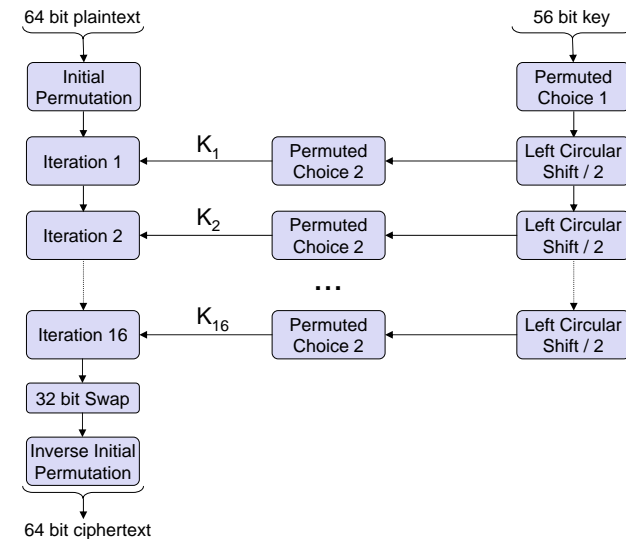 64 bit plaintext
56 bit key
Initial
Permutation
Permuted
Choice 1
Iteration 1
K1
Permuted
Choice 2
Left Circular
Shift / 2
Iteration 2
K2
Permuted
Choice 2
Left Circular
Shift / 2
...
Iteration 16
K16
Permuted
Choice 2
Left Circular
Shift / 2
32 bit Swap
Inverse Initial
Permutation
64 bit ciphertext